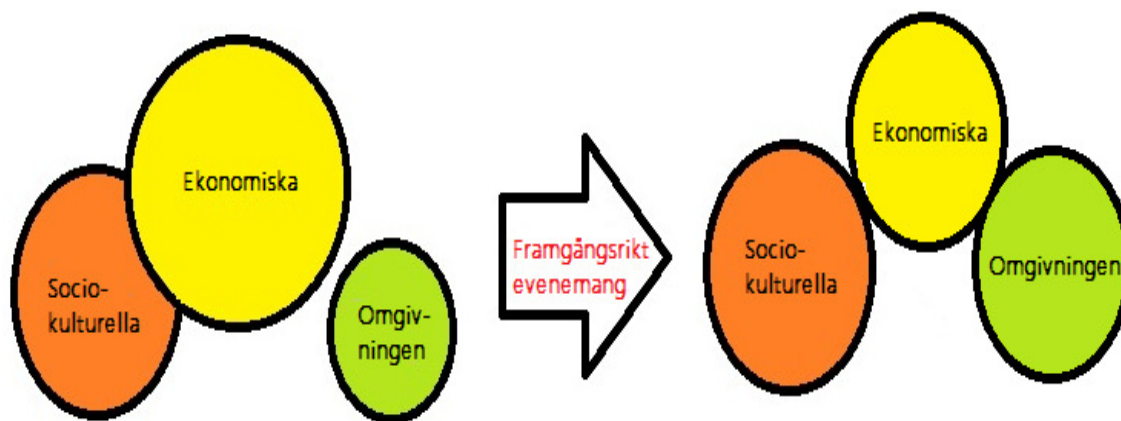 Ekonomiska
Socio-
kulturella
Omgiv-
ningen
Framgångsrikt
evenemang
Ekonomiska
Socio-
kulturella
Omgivningen